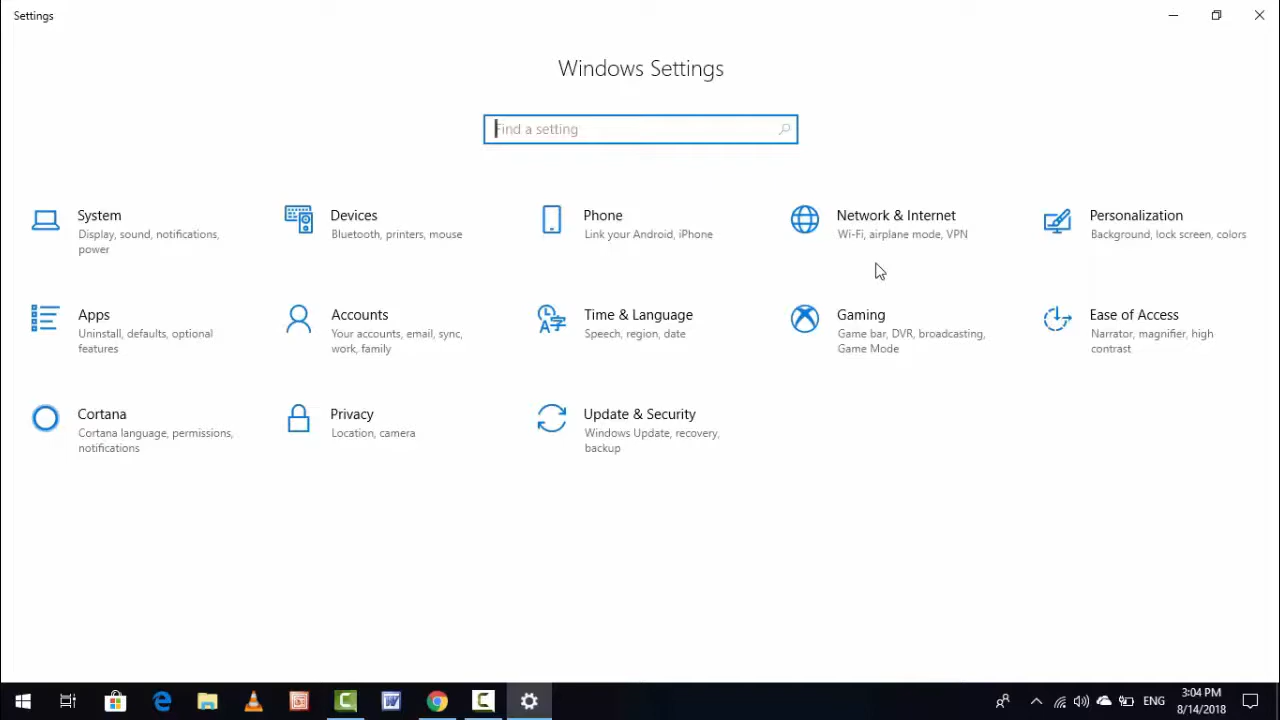 Settings
Windows Settings
Find a setting
System
Display, sound, notifications,
power
Devices
Bluetooth, printers, mouse
Phone
Link your Android, iPhone
Network & Internet
Wi-Fi, airplane mode, VPN
Personalization
Background, lock screen, colors
Apps
Uninstall, defaults, optional
features
Accounts
Your accounts, email, sync,
work, family
Time & Language
Speech, region, date
Gaming
Game bar, DVR, broadcasting,
Game Mode
Ease of Access
Narrator, magnifier, high
contrast
Cortana
Cortana language, permissions,
notifications
Privacy
Location, camera
Update & Security
Windows Update, recovery,
backup
ENG
3:04 PM
8/14/2018